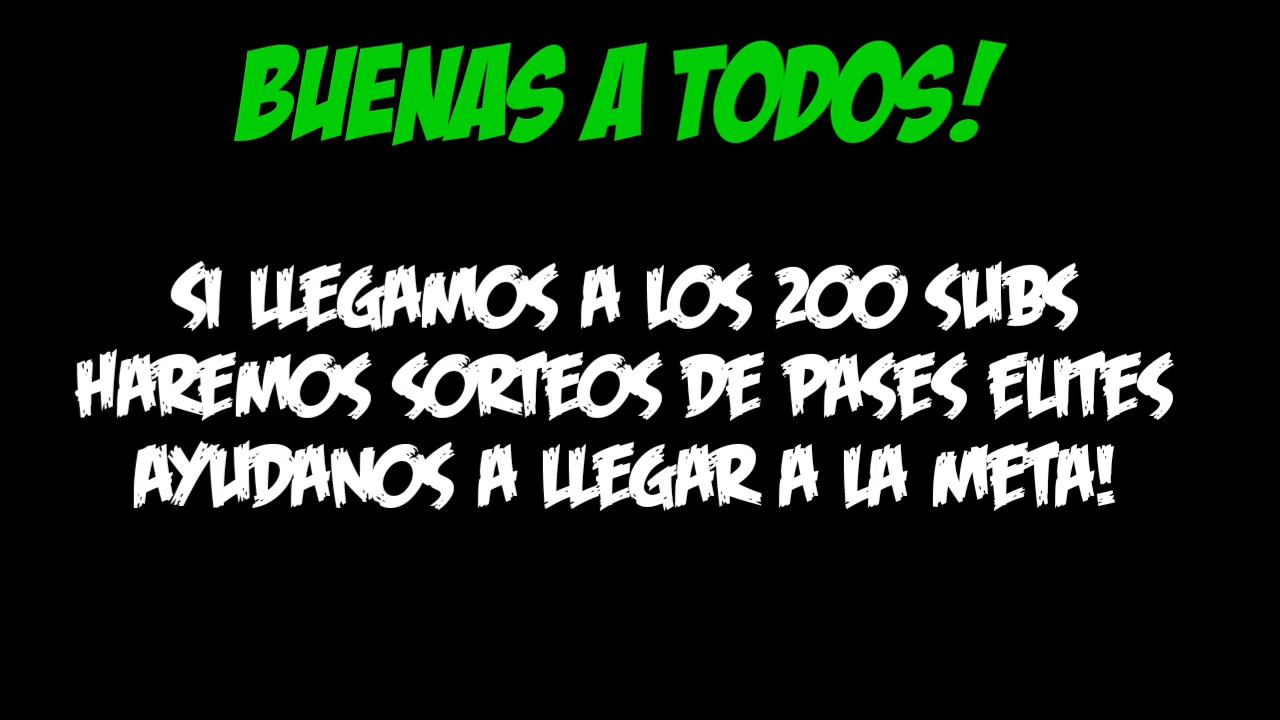 BUENAS A TODOS!
SI LLEGAMOS A LOS 200 SUBS
HAREMOS SORTEOS DE PASES ELITES
AYUDANOS A LLEGAR A LA META!